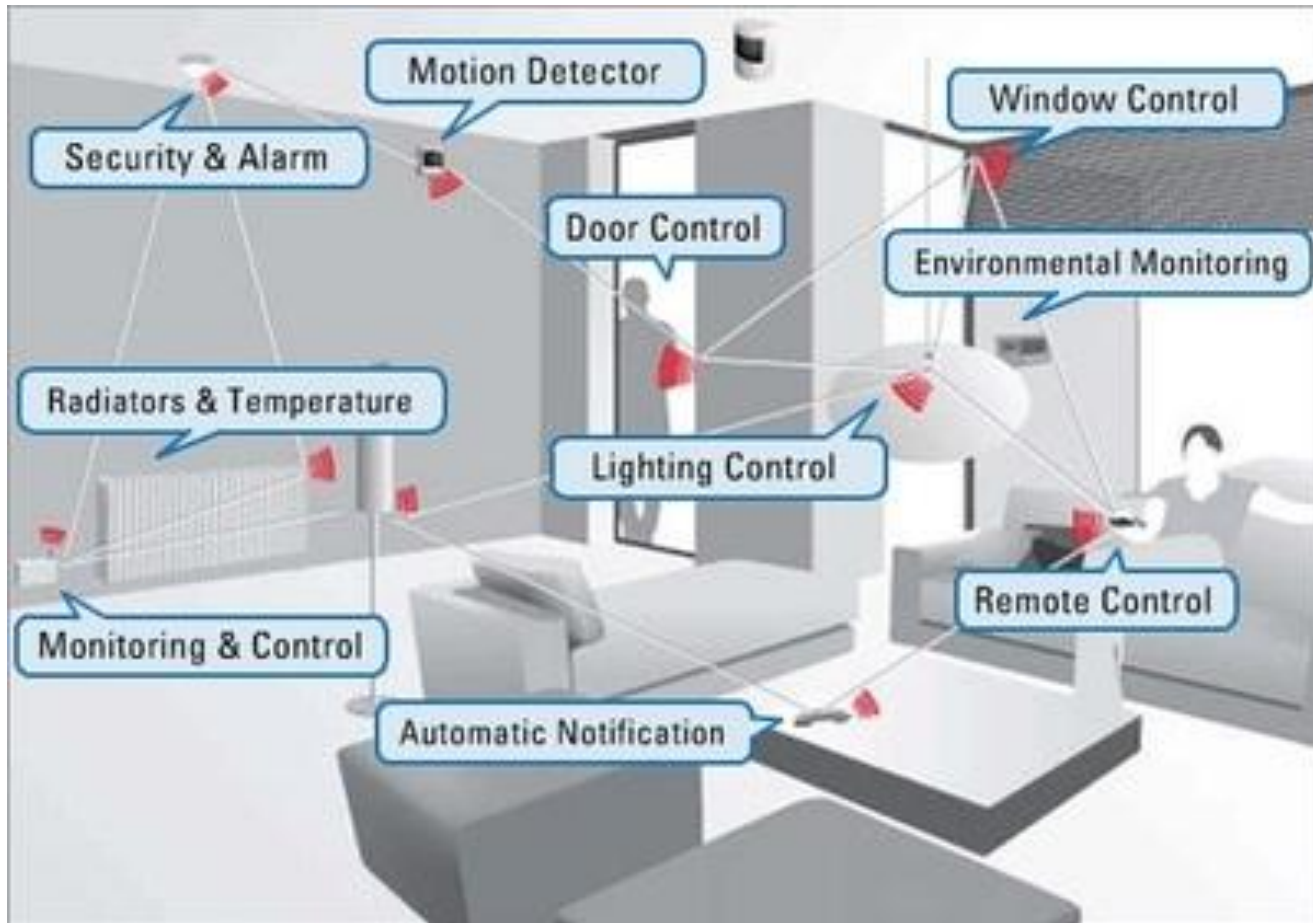 Motion Detector
Window Control
Security & Alarm
Door Control
Environmental Monitoring
Radiators & Temperature
Lighting Control
Remote Control
Monitoring & Control
Automatic Notification